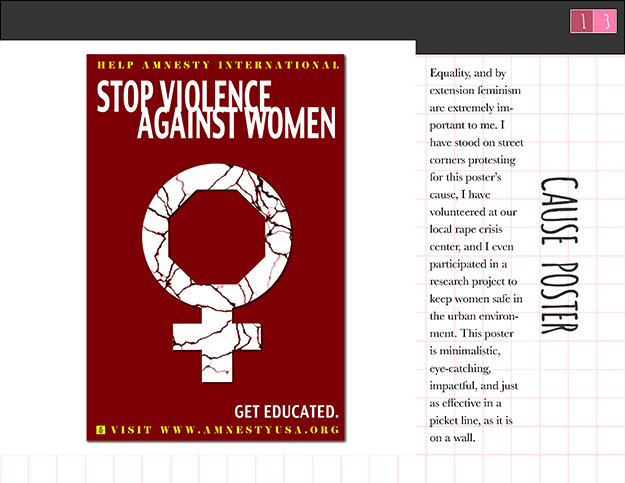 1 3
HELP AMNESTY INTERNATIONAL
STOP VIOLENCE
AGAINST WOMEN
GET EDUCATED.
VISIT WWW.AMNESTYUSA.ORG
Equality, and by
extension feminism
are extremely im-
portant to me. I
have stood on street
corners protesting
for this poster's
cause, I have
volunteered at our
local rape crisis
center, and I even
participated in a
research project to
keep women safe in
the urban environ-
ment. This poster
is minimalistic,
eye-catching,
impactful, and just
as effective in a
picket line, as it is
on a wall.
CAUSE POSTER